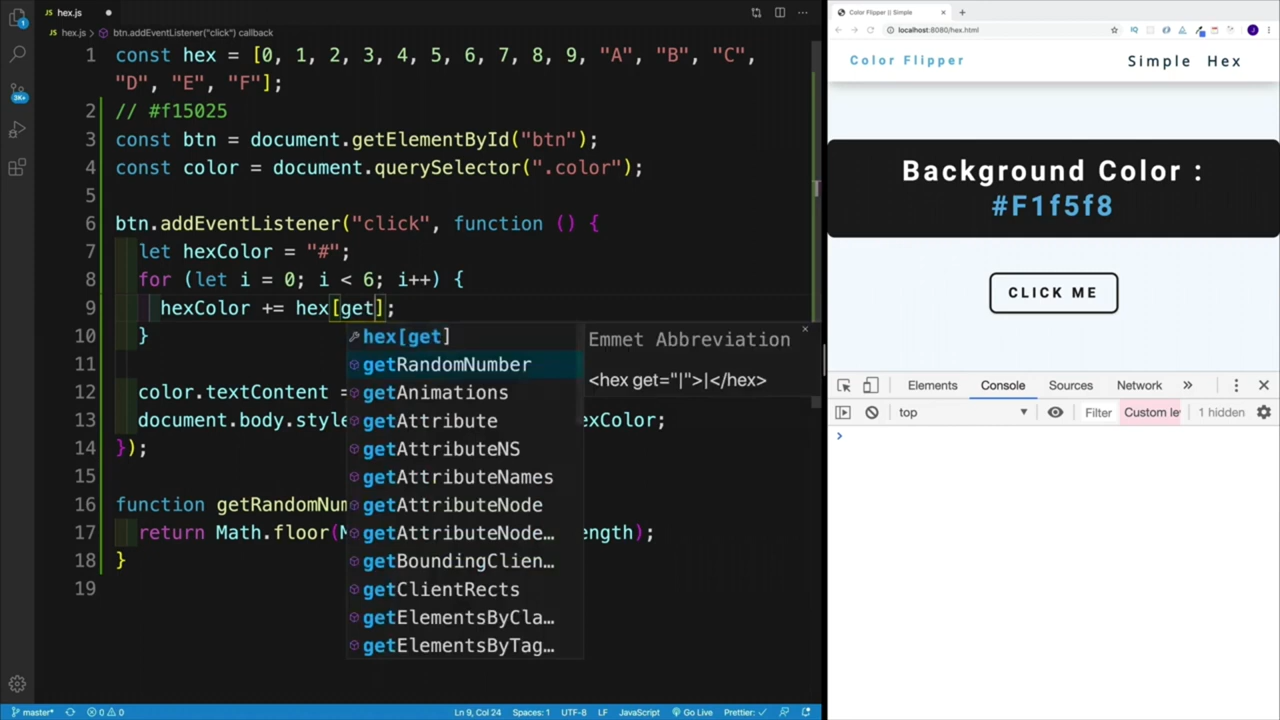 hex.js
Color Flipper || Simple
hex.js > btn.addEventListener("click") callback
localhost:8080/hex.html
1 const hex = [0, 1, 2, 3, 4, 5, 6, 7, 8, 9, "A", "B", "C",
"D", "E", "F"];
2 // #f15025
3 const btn = document.getElementById("btn");
4 const color = document.querySelector(".color");
5
6 btn.addEventListener("click", function () {
7 let hexColor = "#";
8 for (let i = 0; i < 6; i++) {
9 hexColor += hex[get];
10 }
11
12 color.textContent =
13 document.body.style exColor;
14 });
15
16 function getRandomNum
17 return Math.floor(M ength);
18 }
19
hex[get]
getRandomNumber
getAnimations
getAttribute
getAttributeNS
getAttributeNames
getAttributeNode
getAttributeNode…
getBoundingClien…
getClientRects
getElementsByCla…
getElementsByTag…
Emmet Abbreviation
<hex get="|">|</hex>
1
3K+
master*
0 0
Ln 9, Col 24
Spaces: 1
UTF-8
LF
JavaScript
Go Live
Prettier: ✓
Color Flipper
Simple Hex
Background Color :
#F1f5f8
CLICK ME
Elements Console Sources Network »
top
Filter
Custom le
1 hidden
J